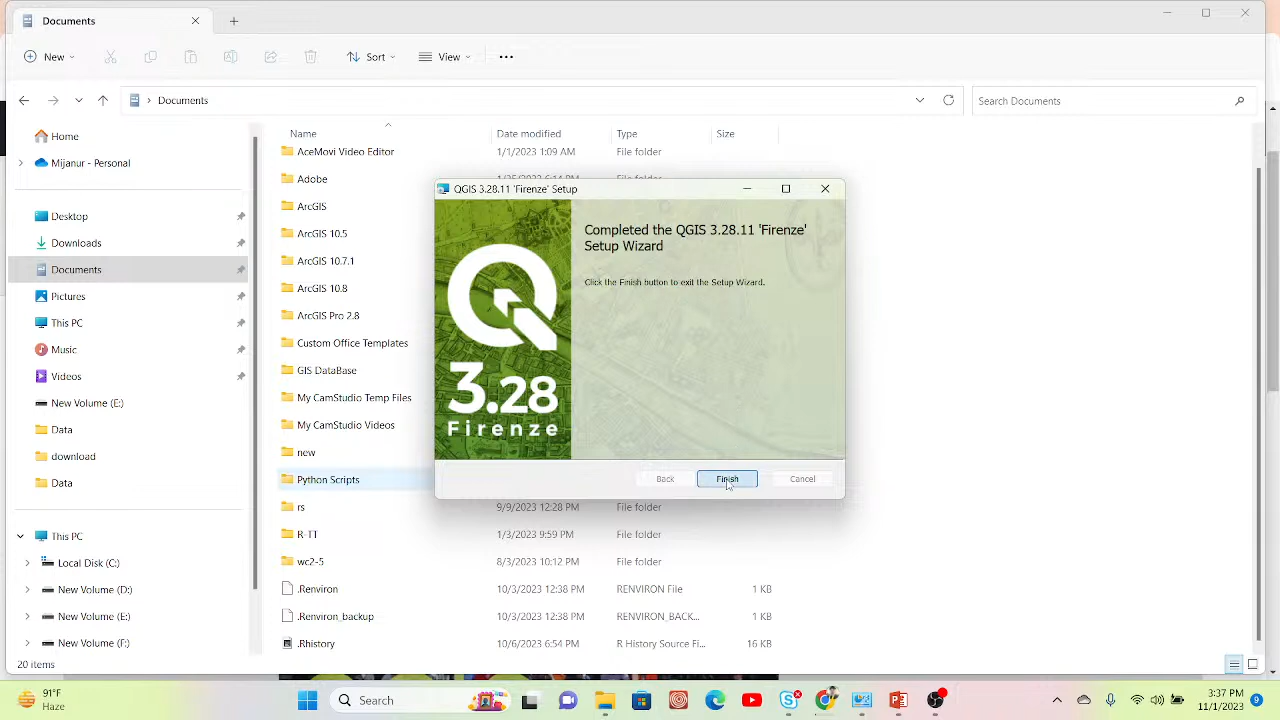 Documents
New
Sort
View
Documents
Search Documents
Home
Mijanur - Personal
Desktop
Downloads
Documents
Pictures
This PC
Music
Videos
New Volume (E:)
Data
download
Data
This PC
Local Disk (C:)
New Volume (D:)
New Volume (E:)
New Volume (F:)
Name Date modified Type Size
AceMovi Video Editor 1/1/2023 1:09 AM File folder
Adobe
ArcGIS
ArcGIS 10.5
ArcGIS 10.7.1
ArcGIS 10.8
ArcGIS Pro 2.8
Custom Office Templates
GIS DataBase
My CamStudio Temp Files
My CamStudio Videos
new
Python Scripts
rs 9/9/2023 12:28 PM File folder
R-TT 1/3/2023 9:59 PM File folder
wc2-5 8/3/2023 10:12 PM File folder
.Renviron 10/3/2023 12:38 PM RENVIRON File 1 KB
.Renviron_backup 10/3/2023 12:38 PM RENVIRON_BACK... 1 KB
.Rhistory 10/6/2023 6:54 PM R History Source Fi... 16 KB
QGIS 3.28.11 'Firenze' Setup
3.28
Firenze
Completed the QGIS 3.28.11 'Firenze'
Setup Wizard
Click the Finish button to exit the Setup Wizard.
Back
Finish
Cancel
20 items
91°F
Haze
Search
3:37 PM
11/1/2023
9